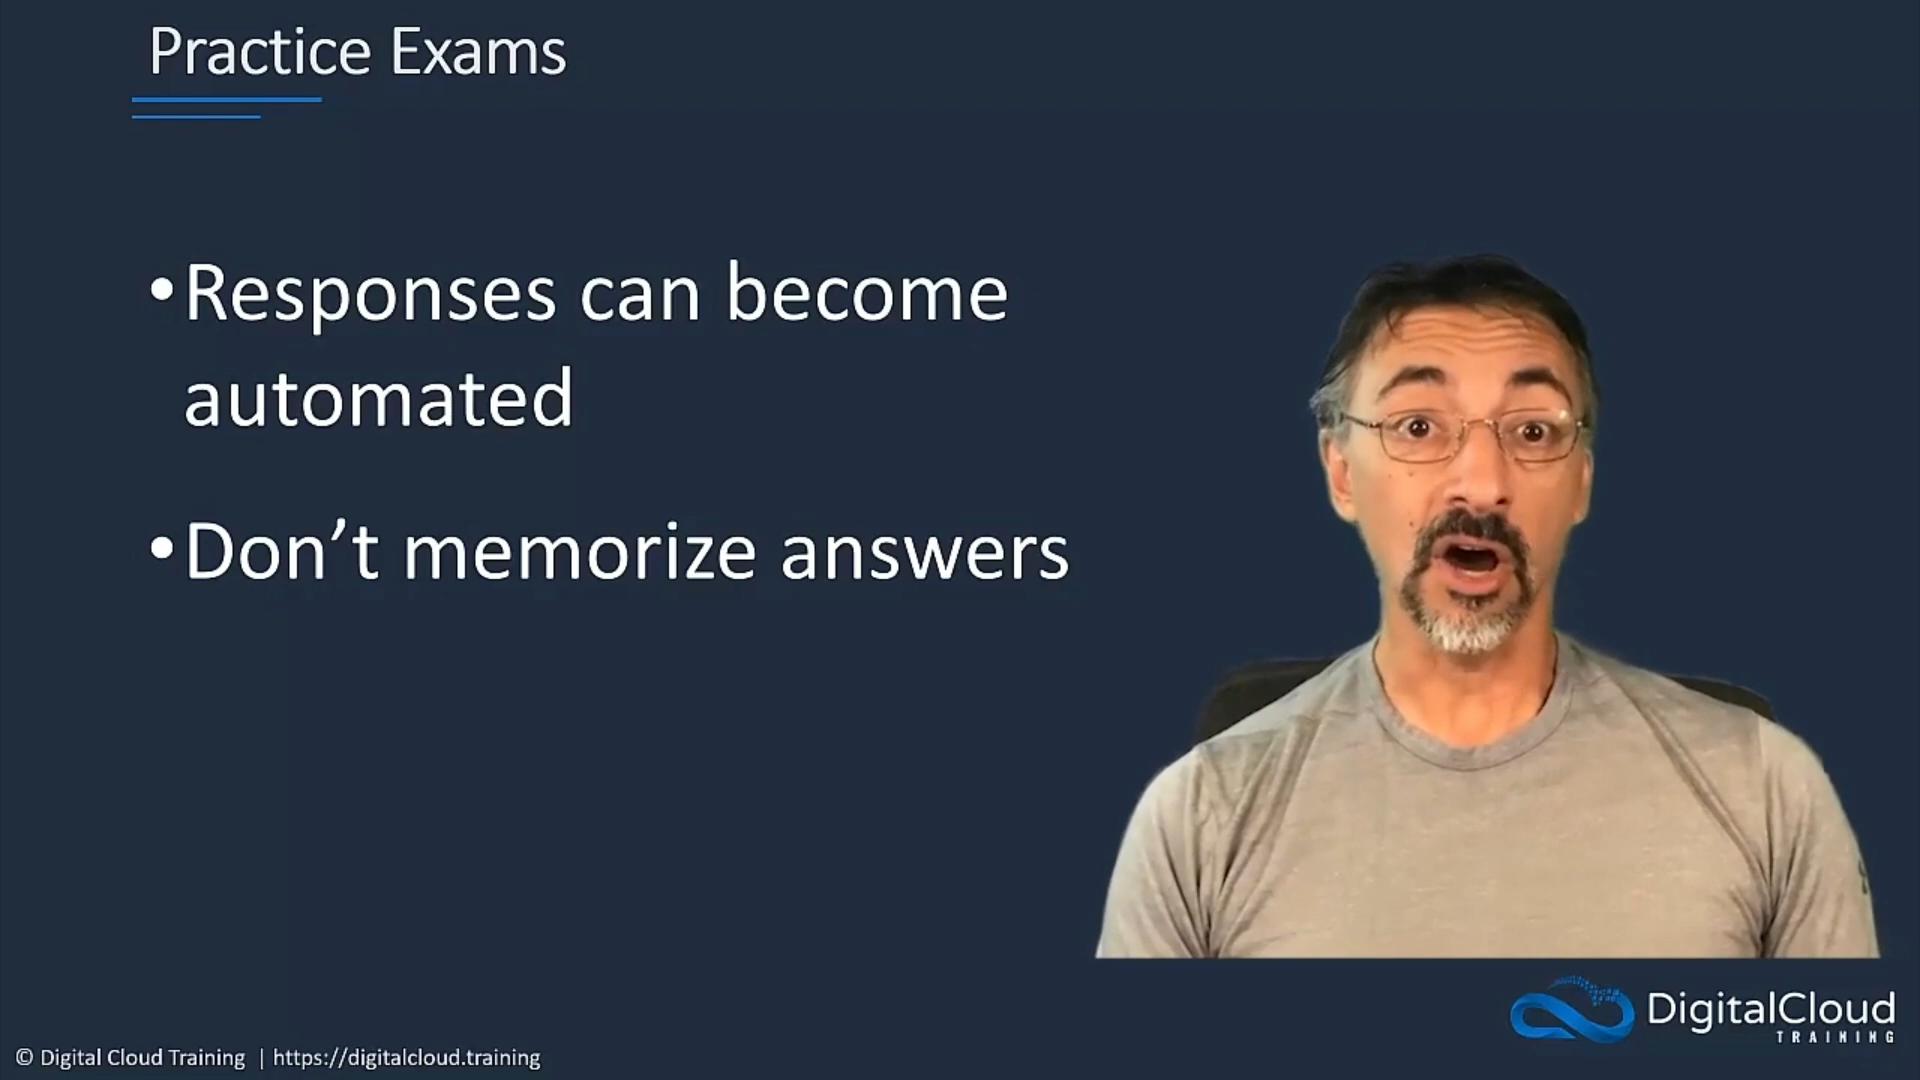 Practice Exams
•Responses can become
automated
•Don’t memorize answers
DigitalCloud
TRAINING
© Digital Cloud Training | https://digitalcloud.training